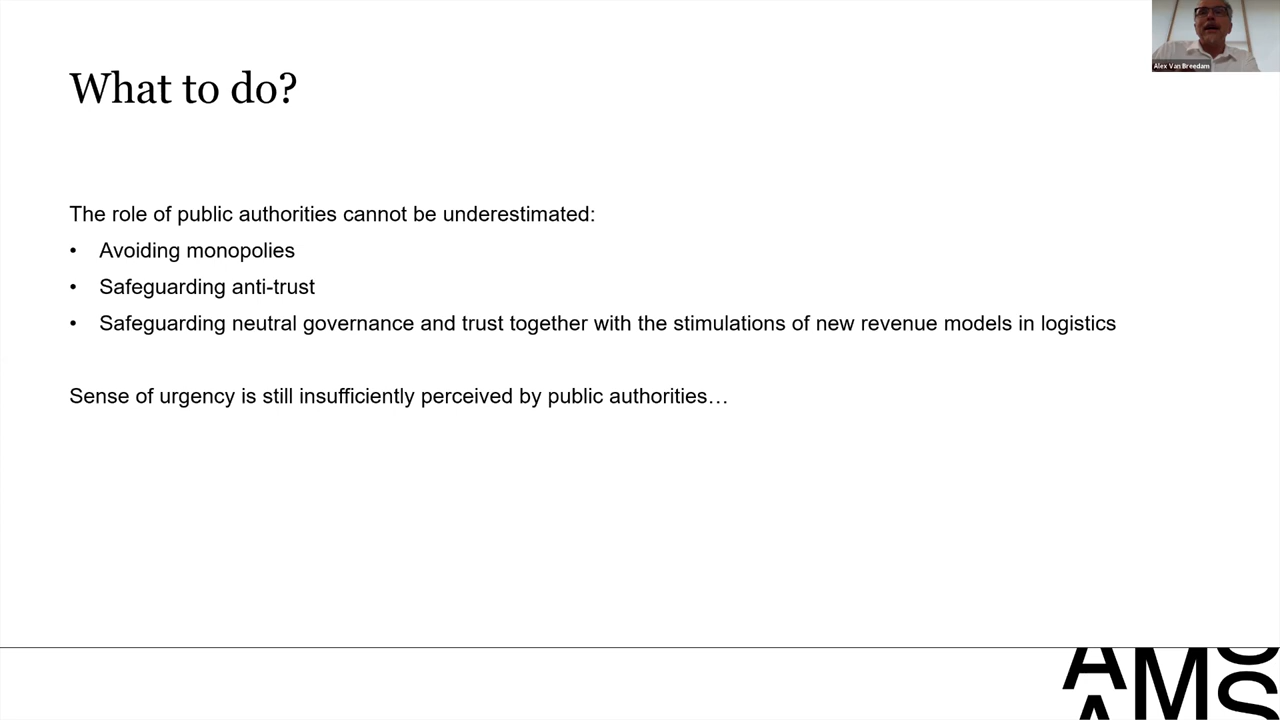 Alex Van Breedam
What to do?
The role of public authorities cannot be underestimated:
• Avoiding monopolies
• Safeguarding anti-trust
• Safeguarding neutral governance and trust together with the stimulations of new revenue models in logistics
Sense of urgency is still insufficiently perceived by public authorities…
AMS